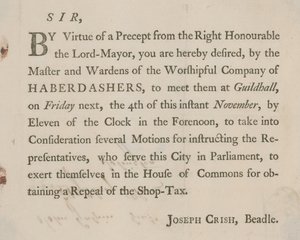 SIR,
BY Virtue of a Precept from the Right Honourable
the Lord-Mayor, you are hereby desired, by the
Master and Wardens of the Worshipful Company of
HABERDASHERS, to meet them at Guildhall,
on Friday next, the 4th of this instant November, by
Eleven of the Clock in the Forenoon, to take into
Consideration several Motions for instructing the Re-
presentatives, who serve this City in Parliament, to
exert themselves in the House of Commons for ob-
taining a Repeal of the Shop-Tax.
JOSEPH CRISH, Beadle.